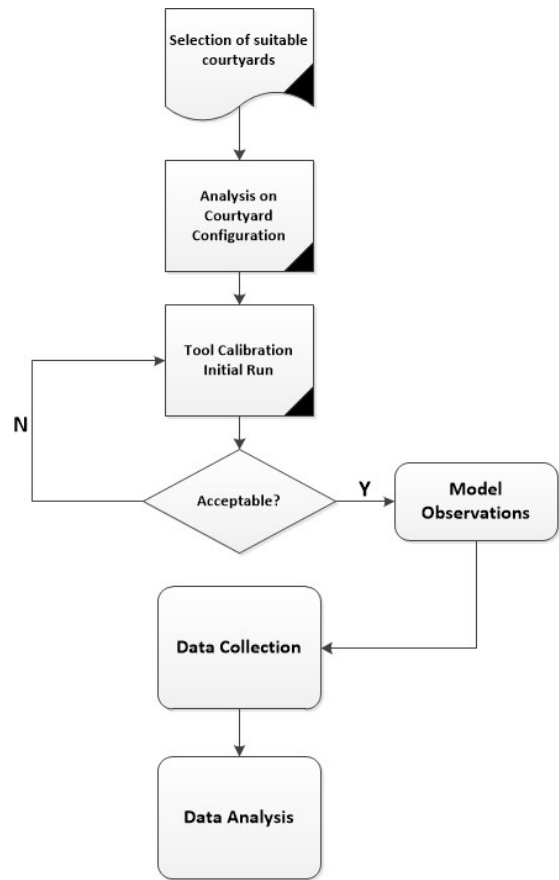 Selection of suitable
courtyards
Analysis on
Courtyard
Configuration
Tool Calibration
Initial Run
N
Acceptable?
Y
Model
Observations
Data Collection
Data Analysis